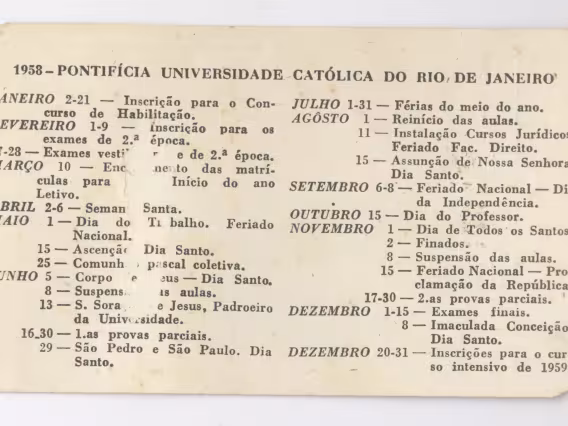 1958 – PONTIFÍCIA UNIVERSIDADE CATÓLICA DO RIO DE JANEIRO
ANEIRO 2-21 — Inscrição para o Con-
curso de Habilitação.
EVEREIRO 1-9 — Inscrição para os
exames de 2.ª época.
-28 — Exames vesti e de 2.ª época.
ARÇO 10 — Enc mento das matrí-
culas para Início do ano
Letivo.
BRIL 2-6 — Seman Santa.
AIO 1 — Dia do T balho. Feriado
Nacional.
15 — Ascenção Dia Santo.
25 — Comunh pascal coletiva.
UNHO 5 — Corpo eus — Dia Santo.
8 — Suspens as aulas.
13 — S. Sora e Jesus, Padroeiro
da Universidade.
16-30 — 1.as provas parciais.
29 — São Pedro e São Paulo. Dia
Santo.
JULHO 1-31 — Férias do meio do ano.
AGÔSTO 1 — Reinício das aulas.
11 — Instalação Cursos Jurídico
Feriado Fac. Direito.
15 — Assunção de Nossa Senhora
Dia Santo.
SETEMBRO 6-8 — Feriado Nacional — Di
da Independência.
OUTUBRO 15 — Dia do Professor.
NOVEMBRO 1 — Dia de Todos os Santos
2 — Finados.
8 — Suspensão das aulas.
15 — Feriado Nacional — Pro
clamação da República
17-30 — 2.as provas parciais.
DEZEMBRO 1-15 — Exames finais.
8 — Imaculada Conceição
Dia Santo.
DEZEMBRO 20-31 — Inscrições para o cur
so intensivo de 1959